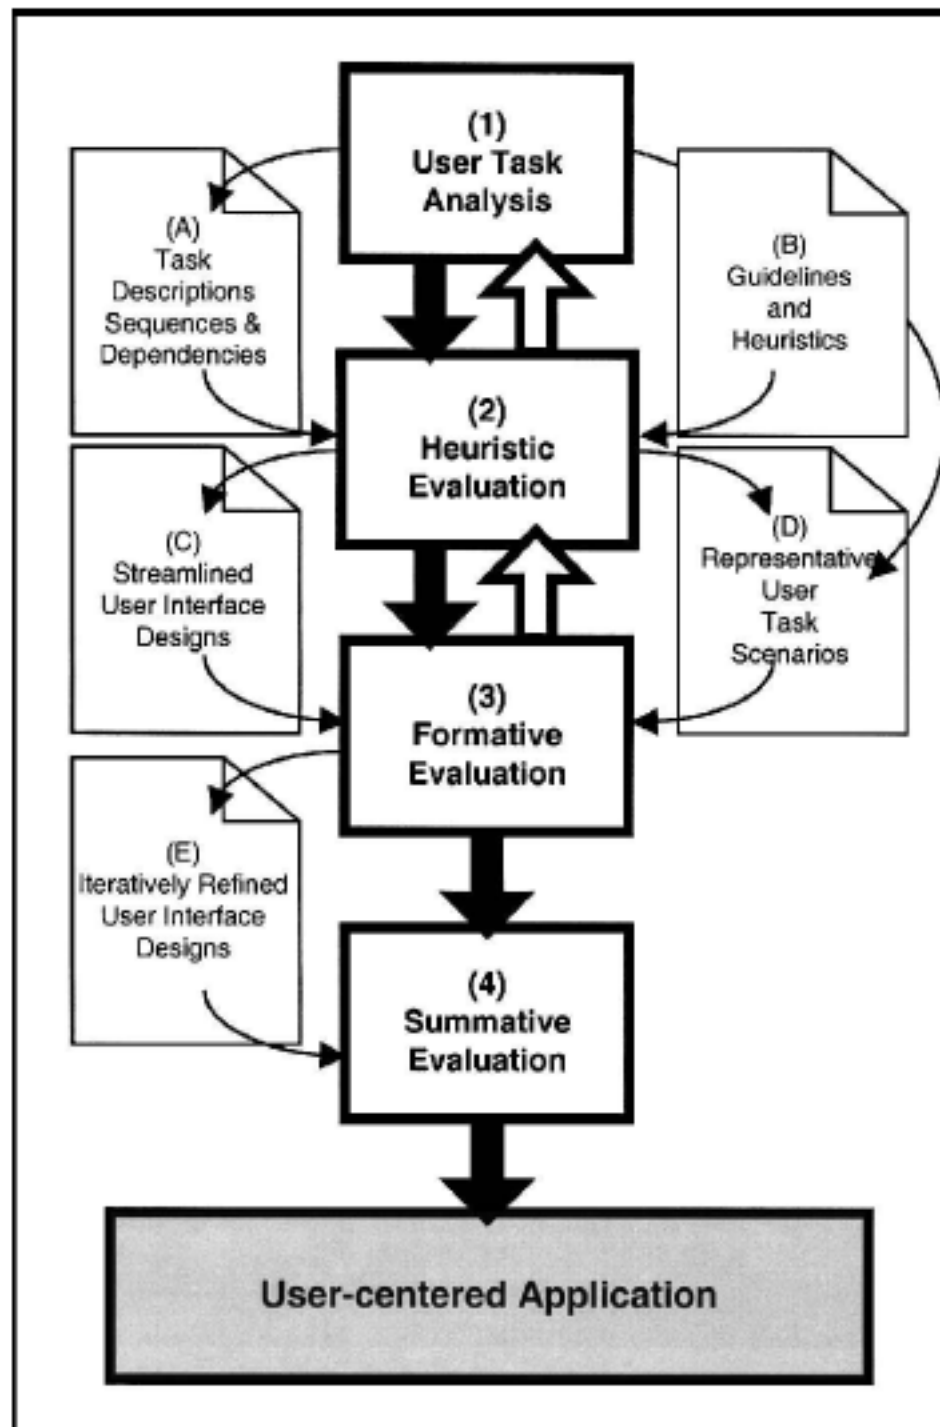 (1)
User Task
Analysis
(A)
Task
Descriptions
Sequences &
Dependencies
(B)
Guidelines
and
Heuristics
(2)
Heuristic
Evaluation
(C)
Streamlined
User Interface
Designs
(D)
Representative
User
Task
Scenarios
(3)
Formative
Evaluation
(E)
Iteratively Refined
User Interface
Designs
(4)
Summative
Evaluation
User-centered Application